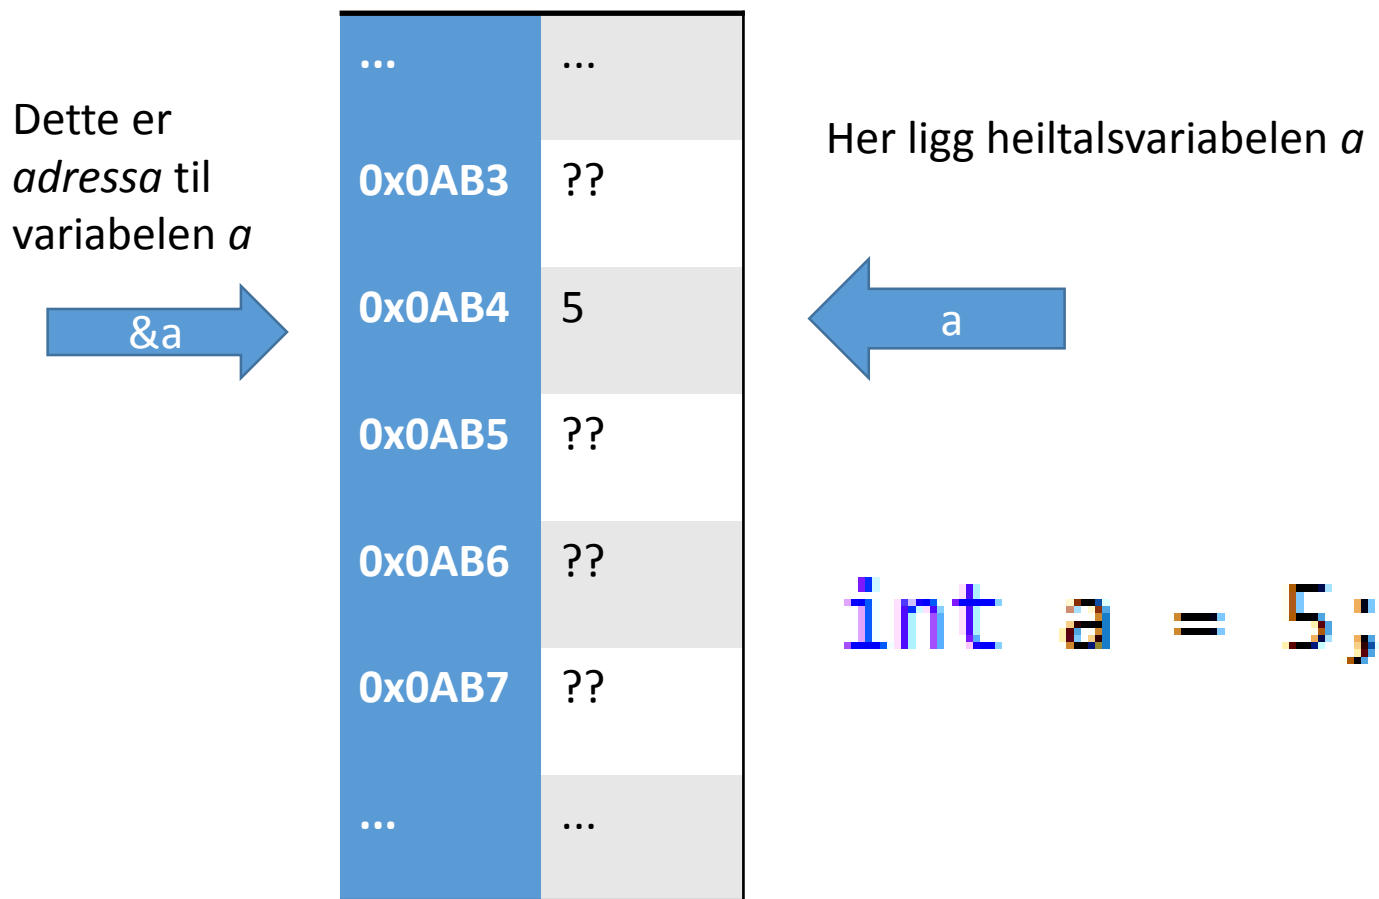 ... ...
Dette er
adressa til
variabelen a
Her ligg heiltalsvariabelen a
0x0AB3 ??
&a
0x0AB4 5
a
0x0AB5 ??
0x0AB6 ??
int a = 5;
0x0AB7 ??
... ...